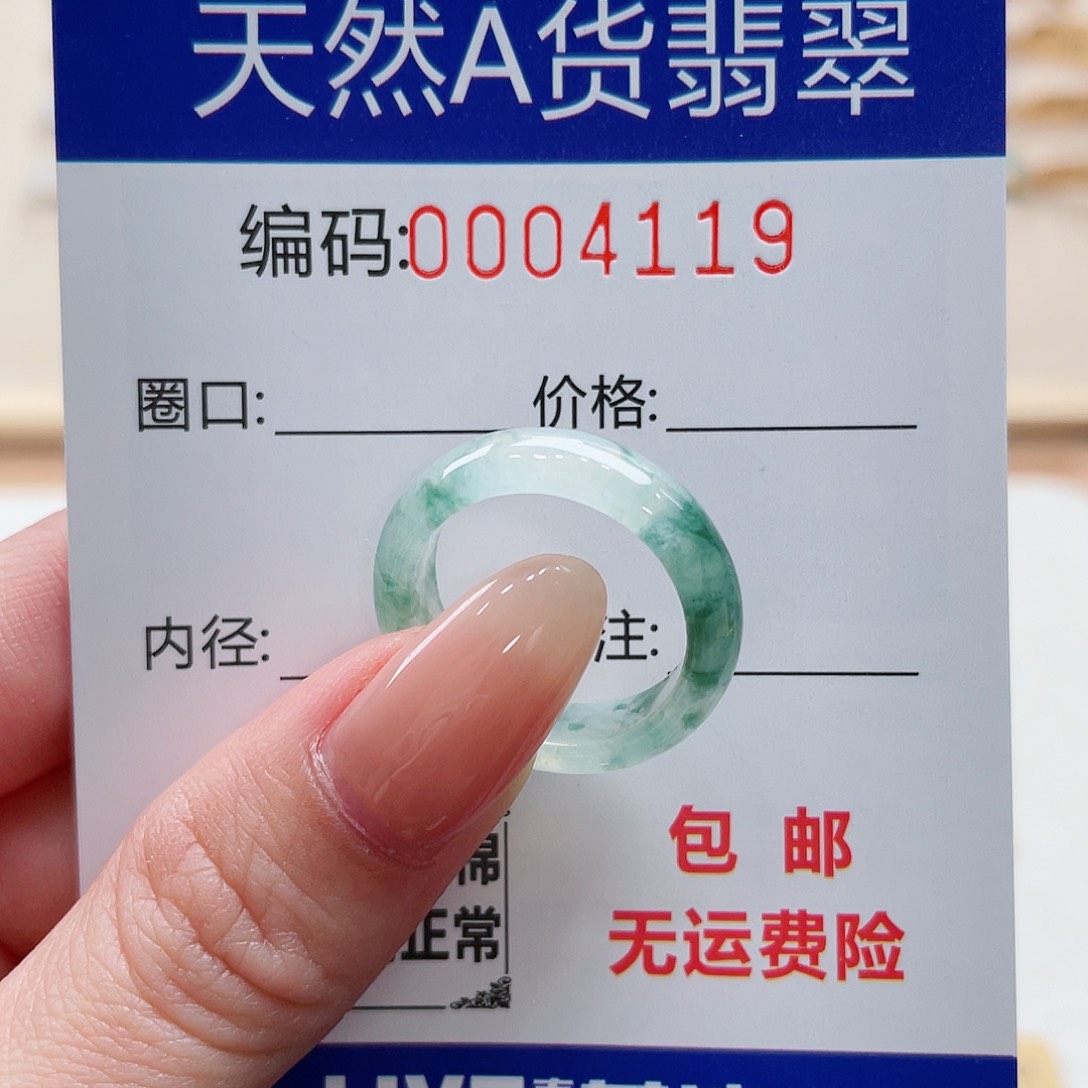 天然A货翡翠
编码:0004119
圈口: 价格:
内径: 注:
棉
正常
包邮
无运费险